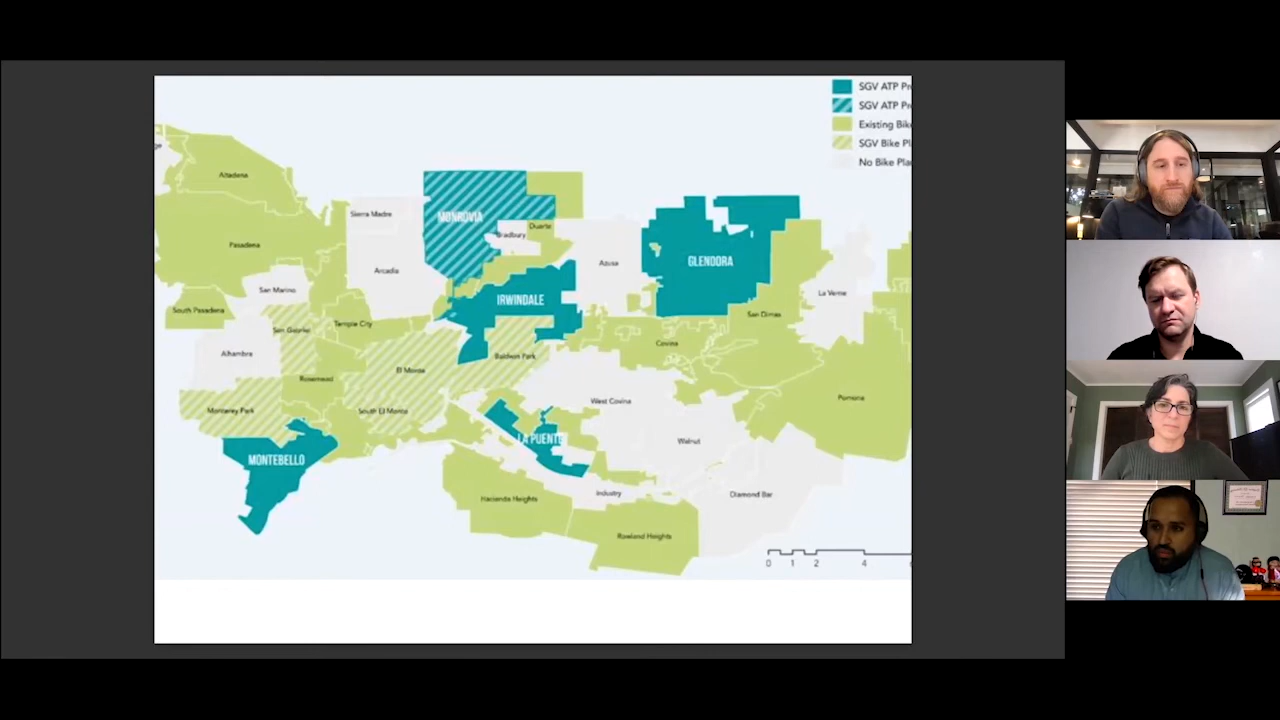 SGV ATP Pr
SGV ATP Pr
Existing Bik
SGV Bike Pla
No Bike Plan
ge
Altadena
Sierra Madre
MONROVIA
Duarte
Bradbury
Pasadena
Arcadia
Azusa
GLENDORA
San Marino
IRWINDALE
La Verne
South Pasadena
San Gabriel
Temple City
San Dimas
Alhambra
Baldwin Park
Covina
El Monte
Rosemead
West Covina
Pomona
Monterey Park
South El Monte
LA PUENTE
Walnut
MONTEBELLO
Hacienda Heights
Industry
Diamond Bar
Rowland Heights
0 1 2 4